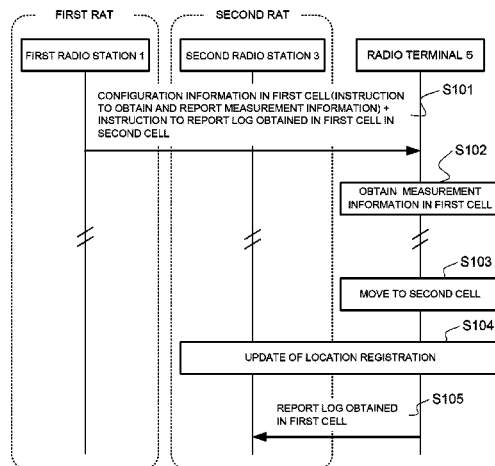 FIRST RAT
SECOND RAT
FIRST RADIO STATION 1
SECOND RADIO STATION 3
RADIO TERMINAL 5
CONFIGURATION INFORMATION IN FIRST CELL(INSTRUCTION
TO OBTAIN AND REPORT MEASUREMENT INFORMATION) +
INSTRUCTION TO REPORT LOG OBTAINED IN FIRST CELL IN
SECOND CELL
S101
S102
OBTAIN MEASUREMENT
INFORMATION IN FIRST CELL
S103
MOVE TO SECOND CELL
S104
UPDATE OF LOCATION REGISTRATION
S105
REPORT LOG OBTAINED
IN FIRST CELL